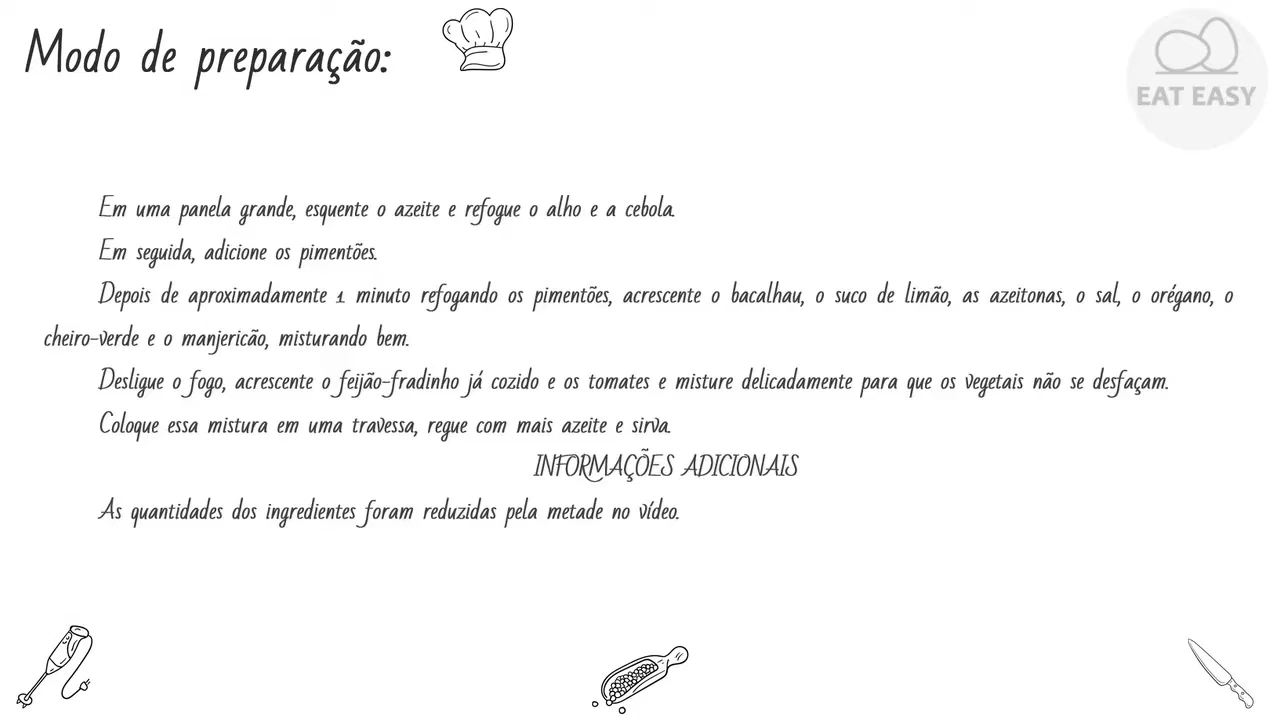 Modo de preparação:
EAT EASY
Em uma panela grande, esquente o azeite e refogue o alho e a cebola.
Em seguida, adicione os pimentões.
Depois de aproximadamente 1 minuto refogando os pimentões, acrescente o bacalhau, o suco de limão, as azeitonas, o sal, o orégano, o
cheiro-verde e o manjericão, misturando bem.
Desligue o fogo, acrescente o feijão-fradinho já cozido e os tomates e misture delicadamente para que os vegetais não se desfaçam.
Coloque essa mistura em uma travessa, regue com mais azeite e sirva.
INFORMAÇÕES ADICIONAIS
As quantidades dos ingredientes foram reduzidas pela metade no vídeo.